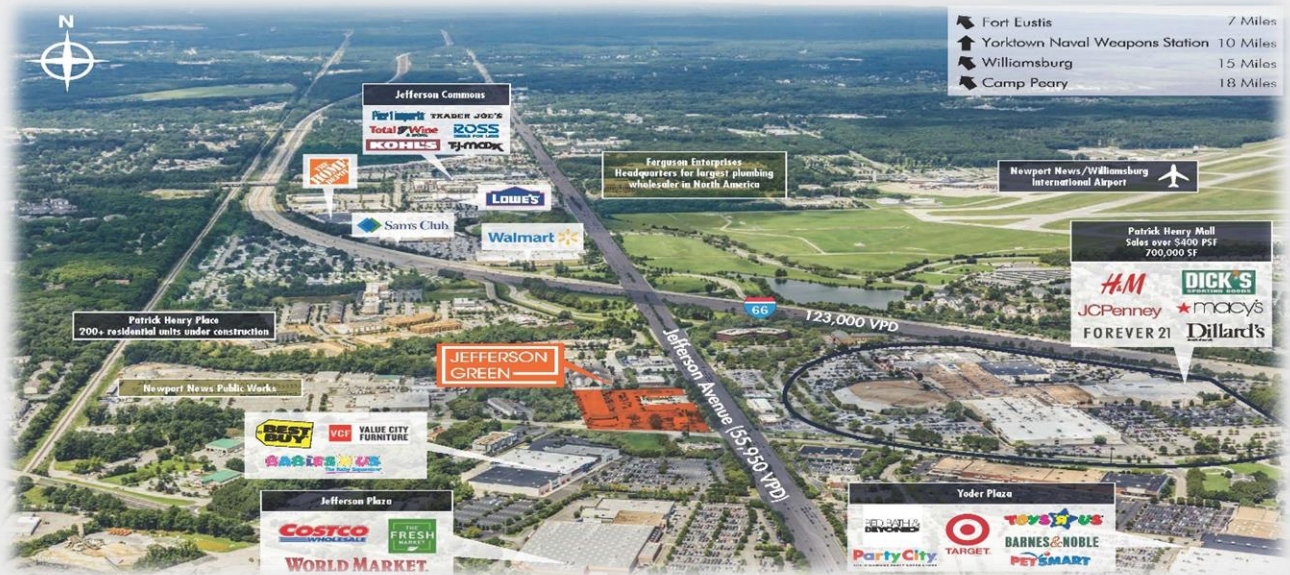 N
Fort Eustis 7 Miles
Yorktown Naval Weapons Station 10 Miles
Williamsburg 15 Miles
Camp Peary 18 Miles
Jefferson Commons
Pier 1 imports TRADER JOE'S
Total Wine & MORE ROSS DRESS FOR LESS
KOHL'S T.J.maxx
THE HOME DEPOT
LOWE'S
Sam's Club
Walmart
Ferguson Enterprises
Headquarters for largest plumbing
wholesaler in North America
Newport News/Williamsburg
International Airport
Patrick Henry Mall
Sales over $400 PSF
700,000 SF
H&M DICK'S SPORTING GOODS
JCPenney macy's
FOREVER 21 Dillard's
66
123,000 VPD
Jefferson Avenue (55,950 VPD)
Patrick Henry Place
200+ residential units under construction
JEFFERSON
GREEN
Newport News Public Works
BEST BUY VCF VALUE CITY FURNITURE
BABIES R US
Jefferson Plaza
COSTCO WHOLESALE THE FRESH MARKET
WORLD MARKET.
Yoder Plaza
BED BATH & BEYOND TARGET. TOYS R US
BARNES & NOBLE
Party City. PETSMART